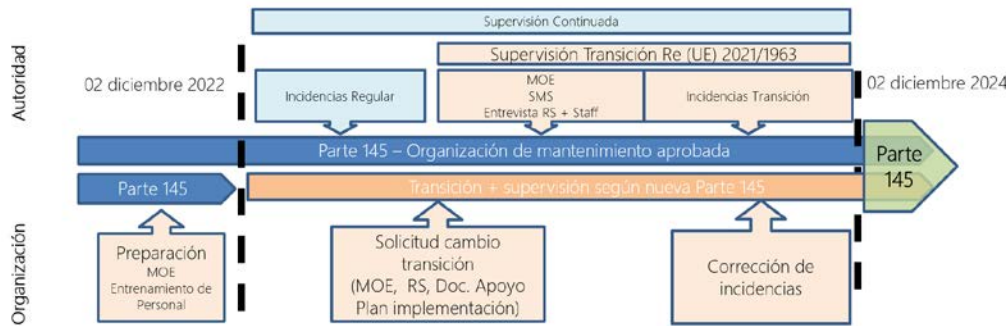 Autoridad
Supervisión Continuada
Supervisión Transición Re (UE) 2021/1963
02 diciembre 2022
Incidencias Regular
MOE
SMS
Entrevista RS + Staff
Incidencias Transición
02 diciembre 2024
Parte 145 – Organización de mantenimiento aprobada
Parte
145
Parte 145
Transición + supervisión según nueva Parte 145
Organización
Preparación
MOE
Entrenamiento de
Personal
Solicitud cambio
transición
(MOE, RS, Doc. Apoyo
Plan implementación)
Corrección de
incidencias